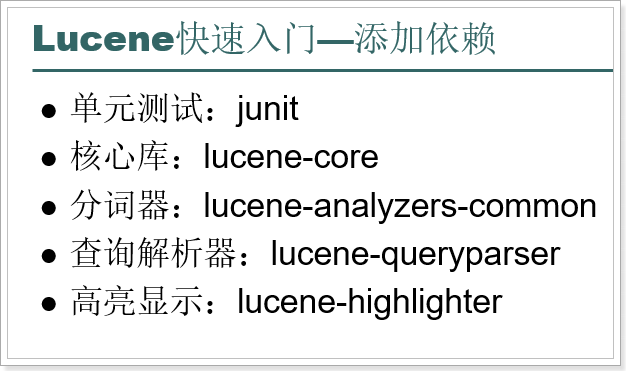 Lucene快速入门—添加依赖
● 单元测试：junit
● 核心库：lucene-core
● 分词器：lucene-analyzers-common
● 查询解析器：lucene-queryparser
● 高亮显示：lucene-highlighter